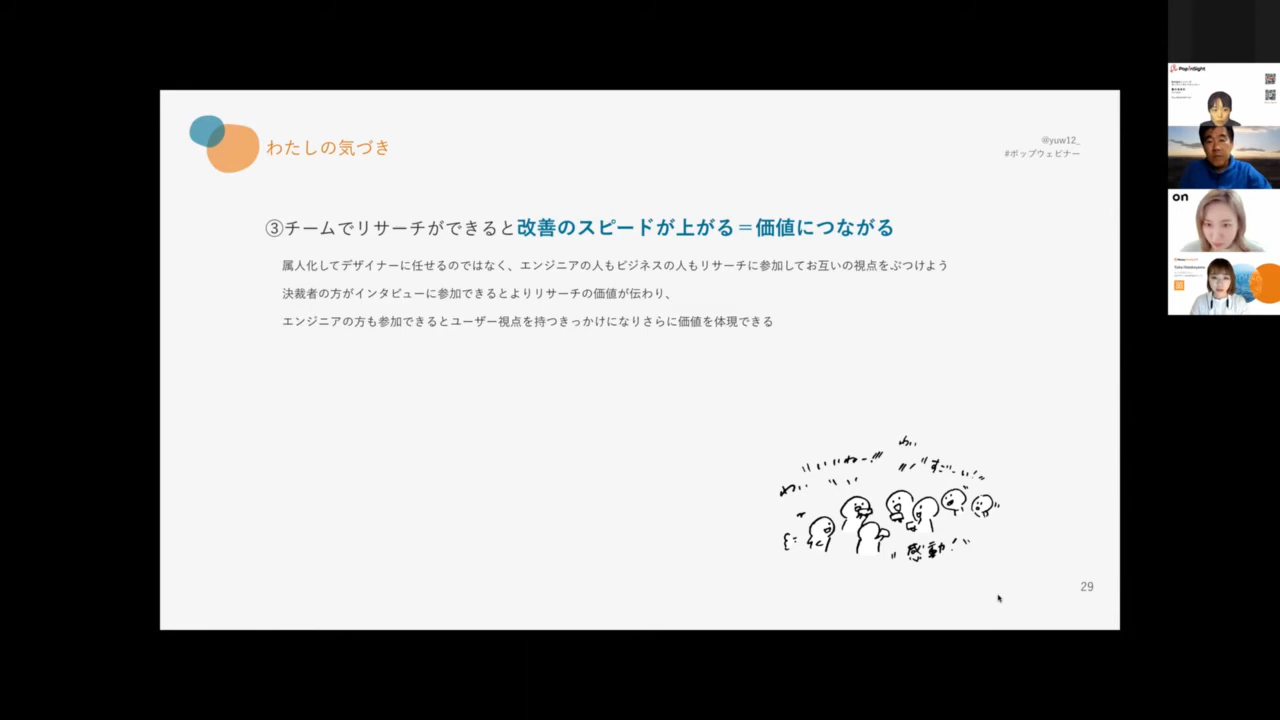 わたしの気づき
@yuw12_
#ポップウェビナー
③チームでリサーチができると改善のスピードが上がる＝価値につながる
属人化してデザイナーに任せるのではなく、エンジニアの人もビジネスの人もリサーチに参加してお互いの視点をぶつけよう
決裁者の方がインタビューに参加できるとよりリサーチの価値が伝わり、
エンジニアの方も参加できるとユーザー視点を持つきっかけになりさらに価値を体現できる
わい
いいねー!!!
すごーい!!
わい
感動!
29
PopInSight
on